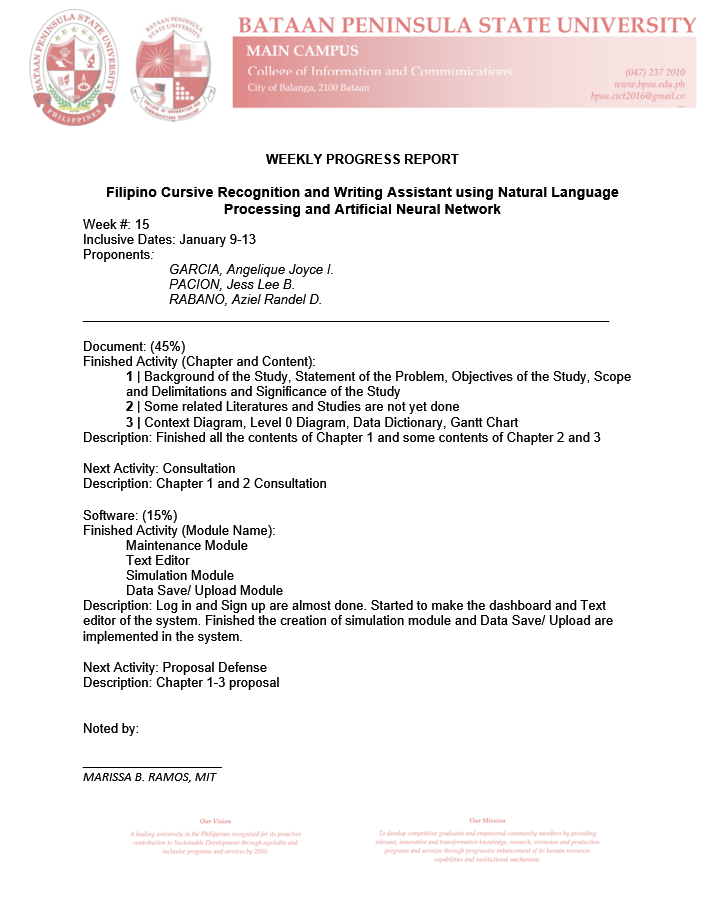 BATAAN PENINSULA STATE UNIVERSITY
MAIN CAMPUS
College of Information and Communications
City of Balanga, 2100 Bataan
(047) 237 2010
www.bpsu.edu.ph
bpsu.cict2016@gmail.co
BATAAN PENINSULA STATE UNIVERSITY
PHILIPPINES
WEEKLY PROGRESS REPORT
Filipino Cursive Recognition and Writing Assistant using Natural Language
Processing and Artificial Neural Network
Week #: 15
Inclusive Dates: January 9-13
Proponents:
GARCIA, Angelique Joyce I.
PACION, Jess Lee B.
RABANO, Aziel Randel D.
Document: (45%)
Finished Activity (Chapter and Content):
1 | Background of the Study, Statement of the Problem, Objectives of the Study, Scope
and Delimitations and Significance of the Study
2 | Some related Literatures and Studies are not yet done
3 | Context Diagram, Level 0 Diagram, Data Dictionary, Gantt Chart
Description: Finished all the contents of Chapter 1 and some contents of Chapter 2 and 3
Next Activity: Consultation
Description: Chapter 1 and 2 Consultation
Software: (15%)
Finished Activity (Module Name):
Maintenance Module
Text Editor
Simulation Module
Data Save/ Upload Module
Description: Log in and Sign up are almost done. Started to make the dashboard and Text
editor of the system. Finished the creation of simulation module and Data Save/ Upload are
implemented in the system.
Next Activity: Proposal Defense
Description: Chapter 1-3 proposal
Noted by:
MARISSA B. RAMOS, MIT
Our Vision
A leading university in the Philippines recognized for its proactive
contribution to Sustainable Development through equitable and
inclusive programs and services by 2030.
Our Mission
To develop competitive graduates and empowered community members by providing
relevant, innovative and transformative knowledge, research, extension and production
programs and services through progressive enhancement of its human resources
capabilities and institutional mechanism.